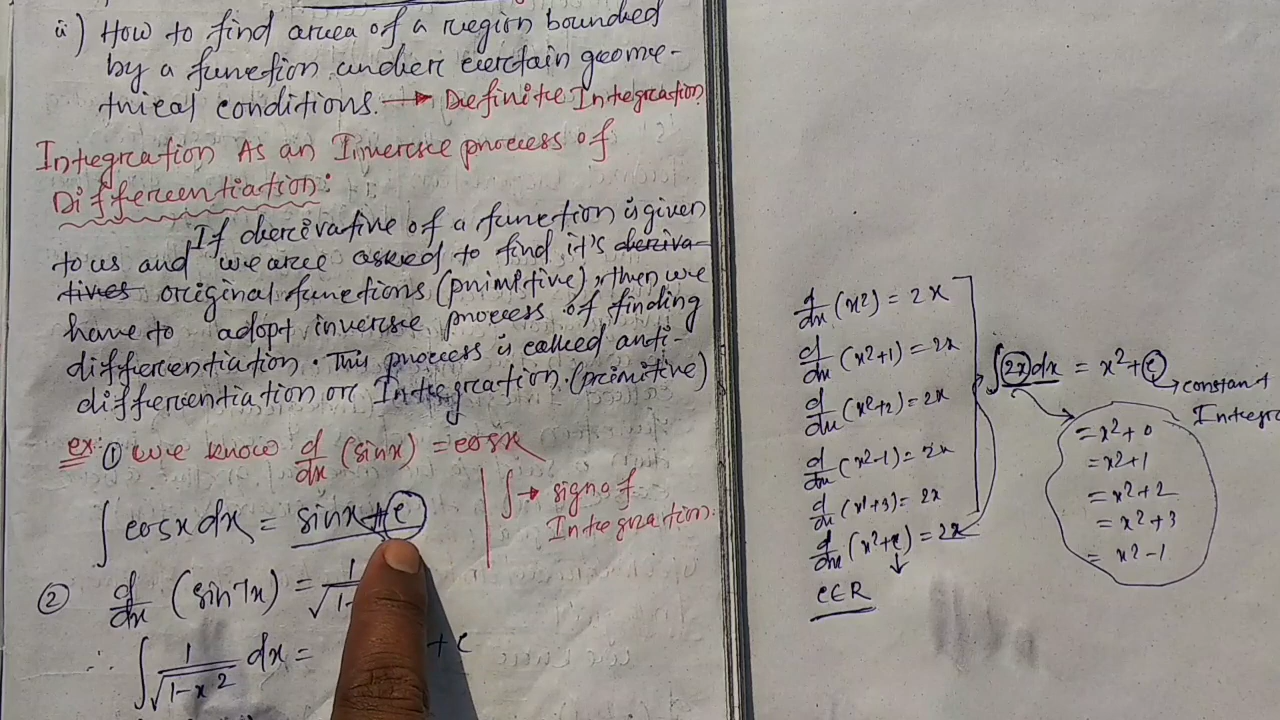 ii) How to find area of a region bounded
by a function under certain geome-
trical conditions. → Definite Integration
Integration As an Inverse process of
Differentiation:
If derivative of a function is given
to us and we are asked to find it's deriva-
tives original functions (primitive), then we
have to adopt inverse process of finding
differentiation. This process is called anti-
differentiation or Integration. (primitive)
ex: ① we know d/dx (sinx) = cosx
∫ cosx dx = sinx + c
∫ → sign of
Integration.
② d/dx (sin⁻¹x) = 1/√1-
∴ ∫ 1/√1-x² dx = + c
d/dx (x²) = 2x
d/dx (x²+1) = 2x
d/dx (x²+2) = 2x
d/dx (x²-1) = 2x
d/dx (x²+3) = 2x
d/dx (x²+c) = 2x
c∈R
∫ 2x dx = x² + c
→ constant
Integra
= x²+0
= x²+1
= x²+2
= x²+3
= x²-1